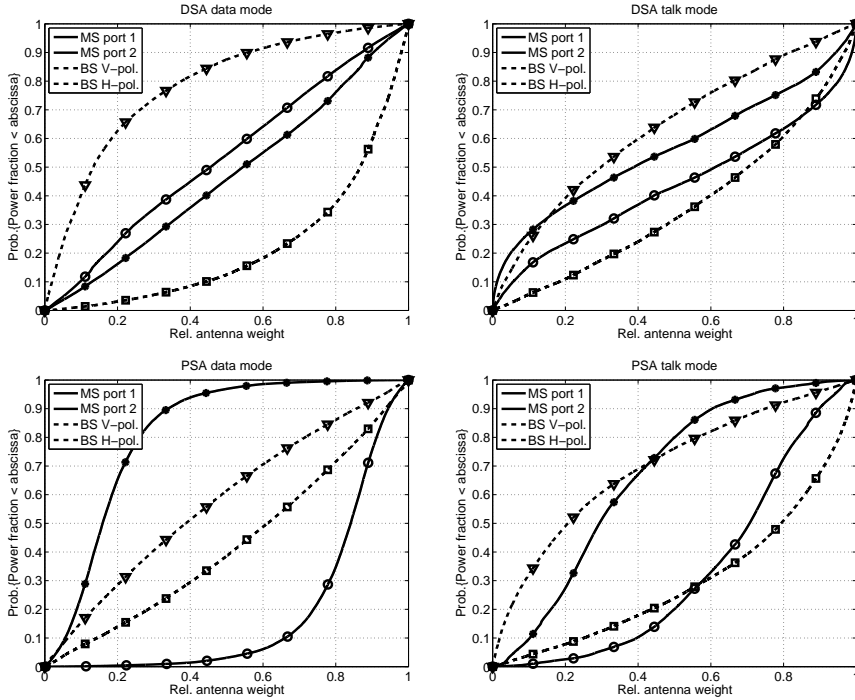 DSA data mode
Prob.{Power fraction < abscissa}
1
0.9
0.8
0.7
0.6
0.5
0.4
0.3
0.2
0.1
0
MS port 1
MS port 2
BS V−pol.
BS H−pol.
0 0.2 0.4 0.6 0.8 1
Rel. antenna weight
DSA talk mode
Prob.{Power fraction < abscissa}
1
0.9
0.8
0.7
0.6
0.5
0.4
0.3
0.2
0.1
0
MS port 1
MS port 2
BS V−pol.
BS H−pol.
0 0.2 0.4 0.6 0.8 1
Rel. antenna weight
PSA data mode
Prob.{Power fraction < abscissa}
1
0.9
0.8
0.7
0.6
0.5
0.4
0.3
0.2
0.1
0
MS port 1
MS port 2
BS V−pol.
BS H−pol.
0 0.2 0.4 0.6 0.8 1
Rel. antenna weight
PSA talk mode
Prob.{Power fraction < abscissa}
1
0.9
0.8
0.7
0.6
0.5
0.4
0.3
0.2
0.1
0
MS port 1
MS port 2
BS V−pol.
BS H−pol.
0 0.2 0.4 0.6 0.8 1
Rel. antenna weight